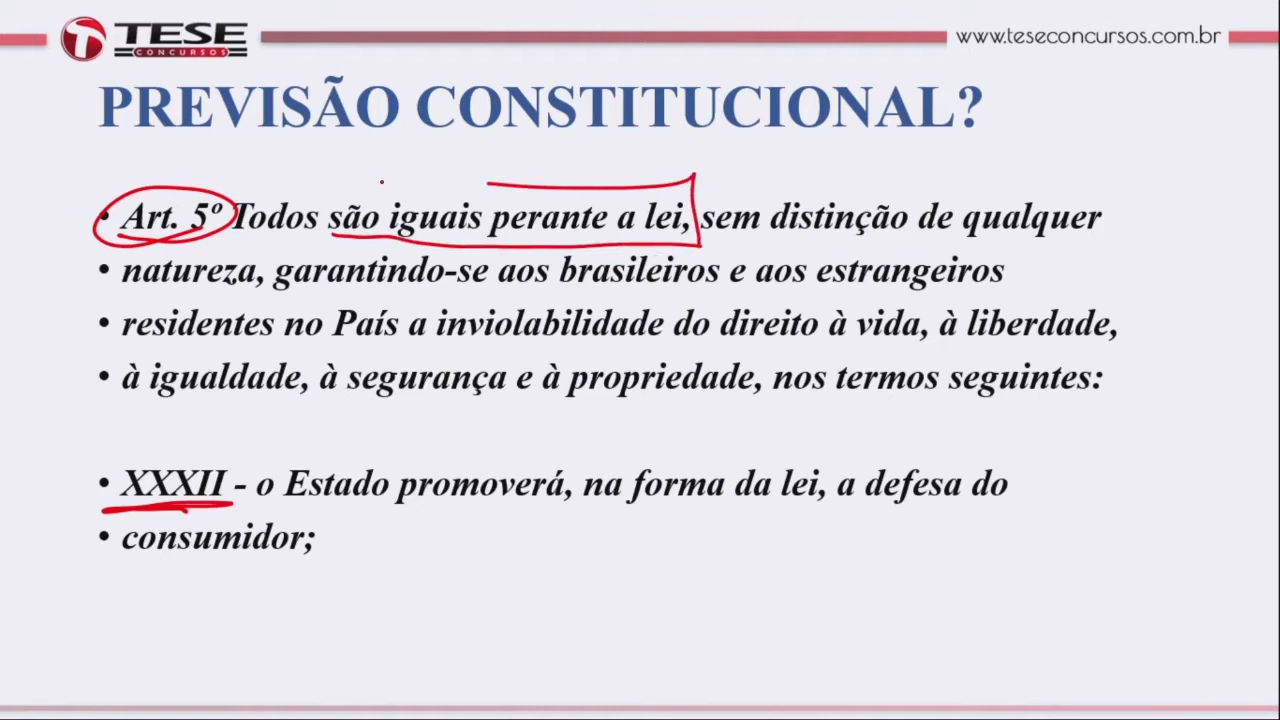 TESE
CONCURSOS
www.teseconcursos.com.br
PREVISÃO CONSTITUCIONAL?
• Art. 5º Todos são iguais perante a lei, sem distinção de qualquer
• natureza, garantindo-se aos brasileiros e aos estrangeiros
• residentes no País a inviolabilidade do direito à vida, à liberdade,
• à igualdade, à segurança e à propriedade, nos termos seguintes:
• XXXII - o Estado promoverá, na forma da lei, a defesa do
• consumidor;